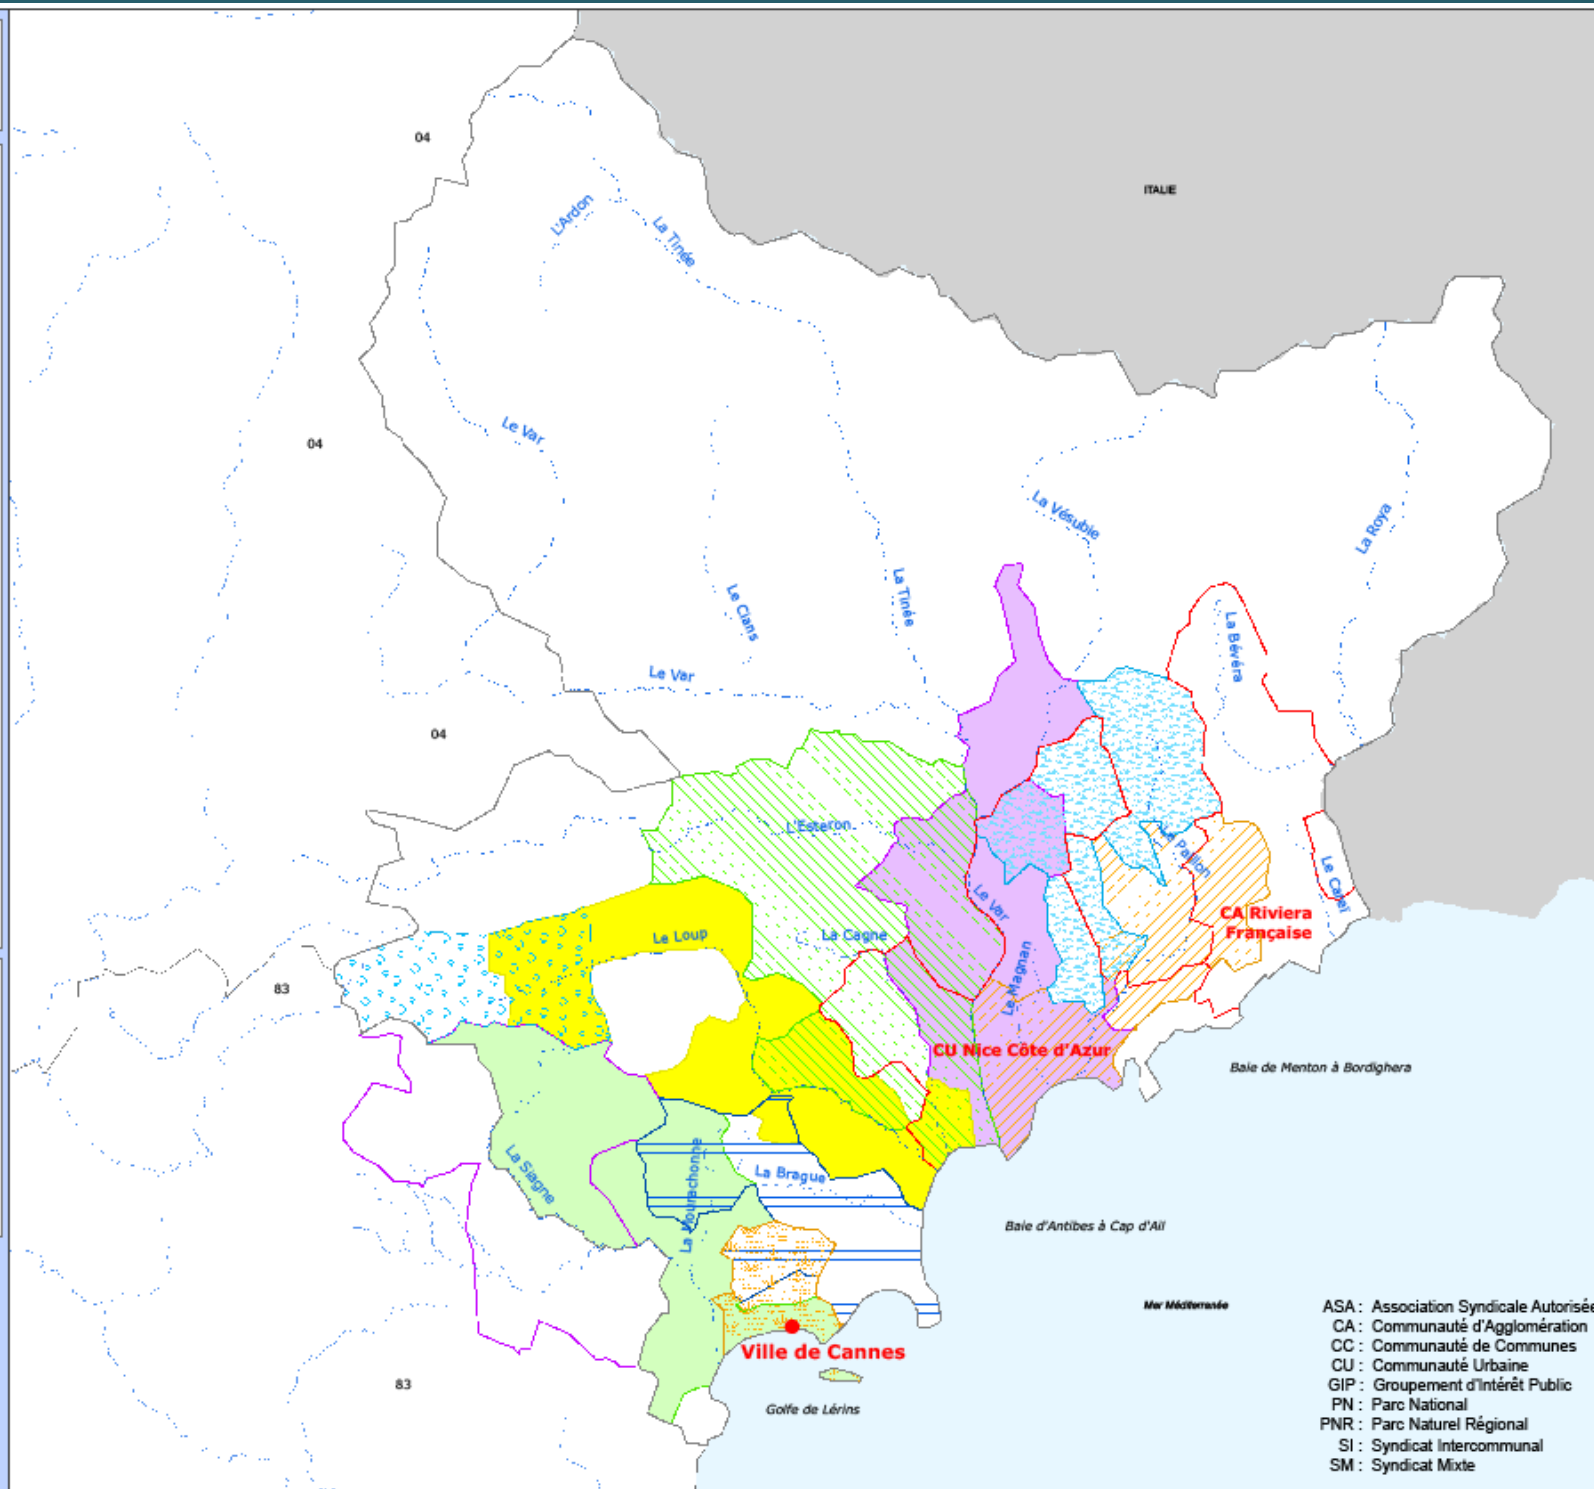 04
ITALIE
L'Ardon
La Tinée
04
Le Var
La Vésubie
La Roya
La Tinée
Le Cians
La Bévéra
Le Var
04
L'Esteron
Le Paillon
Le Careï
Le Var
CA Riviera
Française
Le Loup
La Cagne
Le Magnan
83
CU Nice Côte d'Azur
Baie de Menton à Bordighera
La Siagne
La Mourachonne
La Brague
Baie d'Antibes à Cap d'Ail
Mer Méditerranée
Ville de Cannes
83
Golfe de Lérins
ASA : Association Syndicale Autorisée
CA : Communauté d'Agglomération
CC : Communauté de Communes
CU : Communauté Urbaine
GIP : Groupement d'Intérêt Public
PN : Parc National
PNR : Parc Naturel Régional
SI : Syndicat Intercommunal
SM : Syndicat Mixte